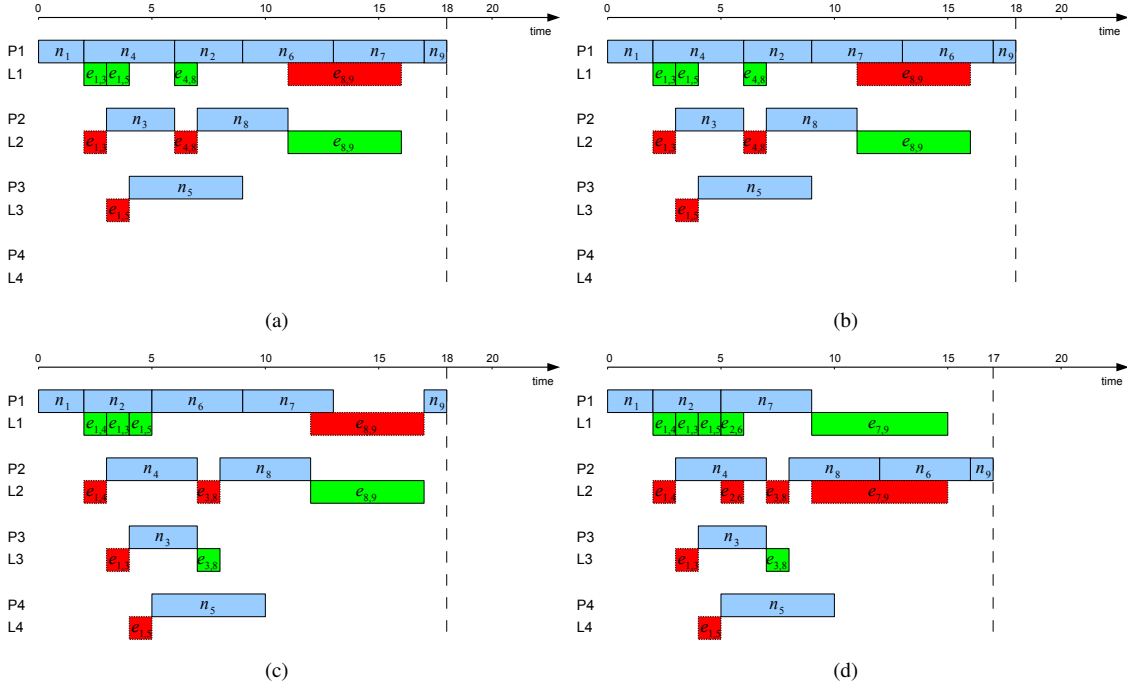 0 5 10 15 18 20
time
P1 n1 n4 n2 n6 n7 n9
L1 e1,3 e1,5 e4,8 e8,9
P2 n3 n8
L2 e1,3 e4,8 e8,9
P3 n5
L3 e1,5
P4
L4
(a)
0 5 10 15 18 20
time
P1 n1 n4 n2 n7 n6 n9
L1 e1,3 e1,5 e4,8 e8,9
P2 n3 n8
L2 e1,3 e4,8 e8,9
P3 n5
L3 e1,5
P4
L4
(b)
0 5 10 15 18 20
time
P1 n1 n2 n6 n7 n9
L1 e1,4 e1,3 e1,5 e8,9
P2 n4 n8
L2 e1,4 e3,8 e8,9
P3 n3
L3 e1,3 e3,8
P4 n5
L4 e1,5
(c)
0 5 10 15 17 20
time
P1 n1 n2 n7
L1 e1,4 e1,3 e1,5 e2,6 e7,9
P2 n4 n8 n6 n9
L2 e1,4 e2,6 e3,8 e7,9
P3 n3
L3 e1,3 e3,8
P4 n5
L4 e1,5
(d)